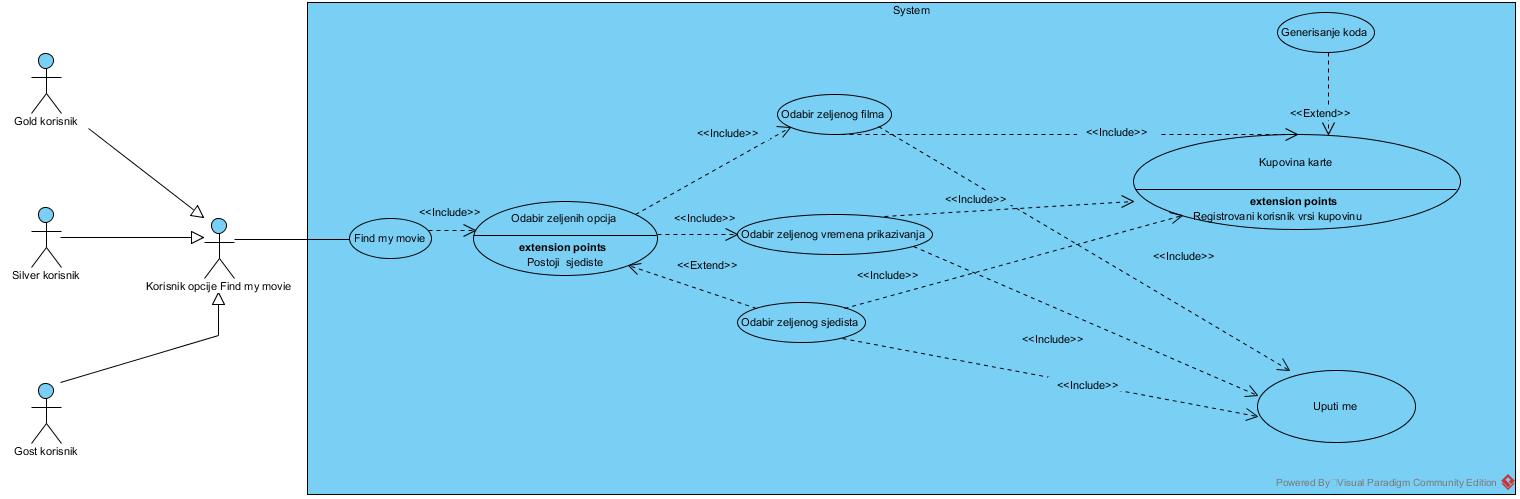 System
Generisanje koda
Gold korisnik
<<Extend>>
Odabir zeljenog filma
<<Include>>
<<Include>>
Kupovina karte
extension points
Registrovani korisnik vrsi kupovinu
<<Include>>
<<Include>>
<<Include>>
Odabir zeljenih opcija
extension points
Postoji sjediste
Find my movie
Odabir zeljenog vremena prikazivanja
<<Include>>
<<Extend>>
<<Include>>
Silver korisnik
Korisnik opcije Find my movie
Odabir zeljenog sjedista
<<Include>>
<<Include>>
Uputi me
Gost korisnik
Powered By Visual Paradigm Community Edition